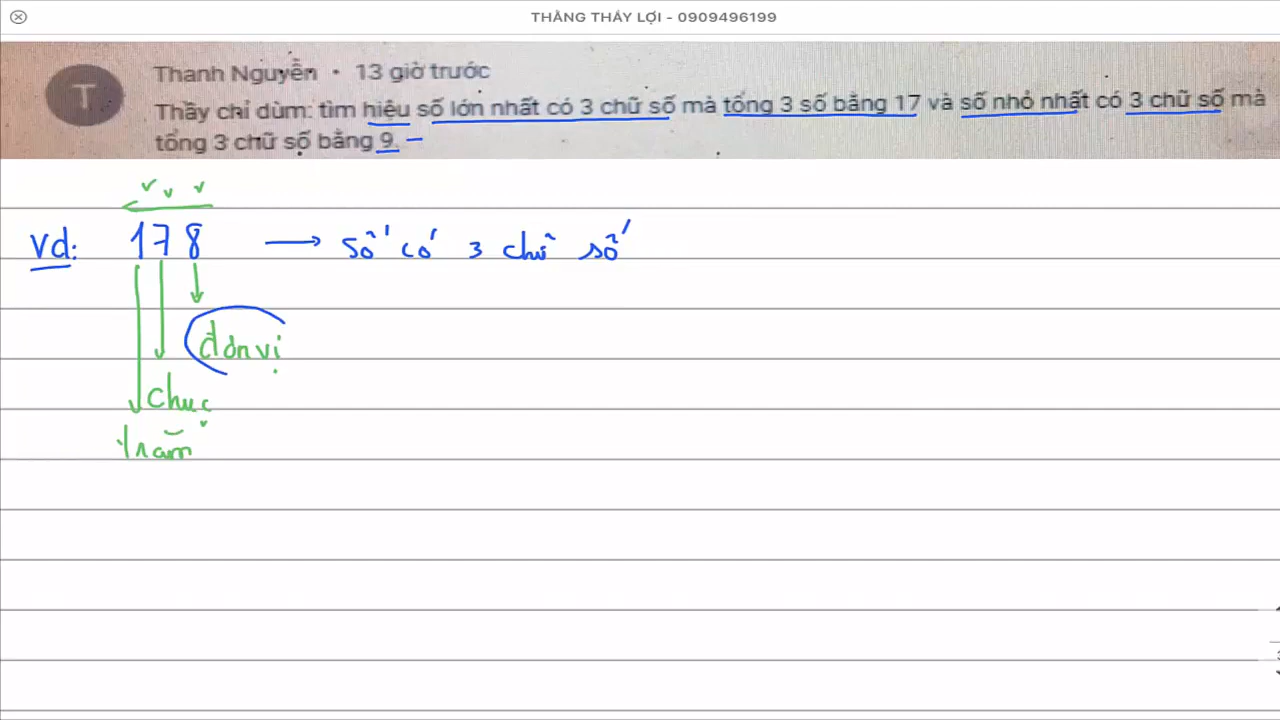 THẦNG THẦY LỢI - 0909496199
Thanh Nguyễn • 13 giờ trước
Thầy chỉ dùm: tìm hiệu số lớn nhất có 3 chữ số mà tổng 3 số bằng 17 và số nhỏ nhất có 3 chữ số mà
tổng 3 chữ số bằng 9.
Vd: 178 → số có 3 chữ số
đơn vị
chục
trăm